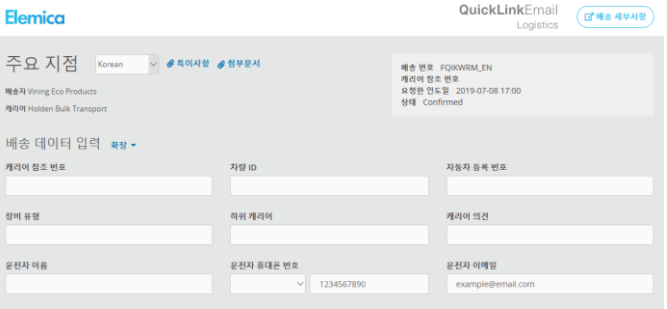 Elemica
QuickLinkEmail
Logistics
배송 세부사항
주요 지점
Korean
특이사항
첨부문서
배송자 Vining Eco Products
캐리어 Holden Bulk Transport
배송 번호 FQIKWRM_EN
캐리어 참조 번호
요청한 인도일 2019-07-08 17:00
상태 Confirmed
배송 데이터 입력 확장
캐리어 참조 번호
차량 ID
자동차 등록 번호
장비 유형
하위 캐리어
캐리어 의견
운전자 이름
운전자 휴대폰 번호
운전자 이메일
1234567890
example@email.com